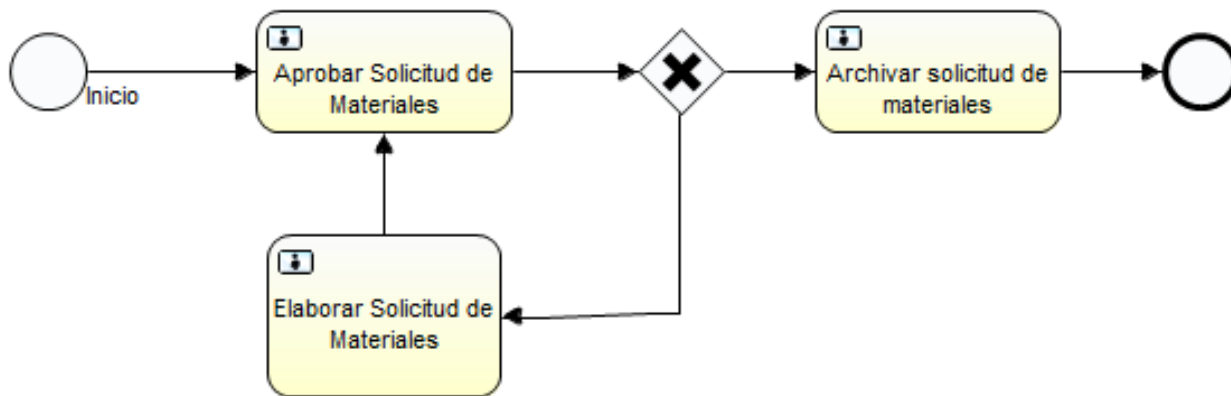 Inicio
Aprobar Solicitud de
Materiales
Archivar solicitud de
materiales
Elaborar Solicitud de
Materiales